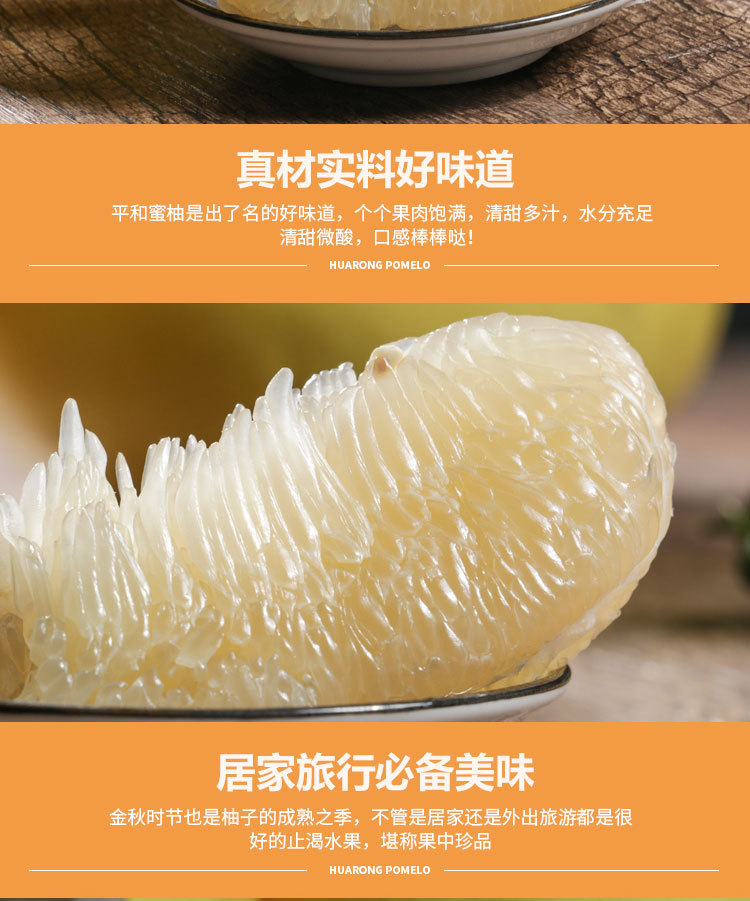 真材实料好味道
平和蜜柚是出了名的好味道，个个果肉饱满，清甜多汁，水分充足
清甜微酸，口感棒棒哒！
HUARONG POMELO
居家旅行必备美味
金秋时节也是柚子的成熟之季，不管是居家还是外出旅游都是很
好的止渴水果，堪称果中珍品
HUARONG POMELO